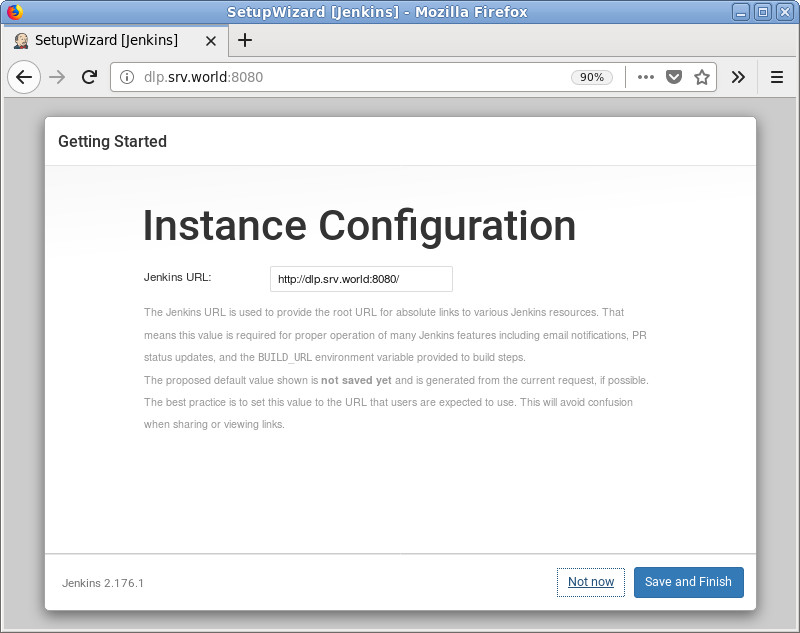 SetupWizard [Jenkins] - Mozilla Firefox
SetupWizard [Jenkins]
dlp.srv.world:8080
90%
Getting Started
Instance Configuration
Jenkins URL:
http://dlp.srv.world:8080/
The Jenkins URL is used to provide the root URL for absolute links to various Jenkins resources. That
means this value is required for proper operation of many Jenkins features including email notifications, PR
status updates, and the BUILD_URL environment variable provided to build steps.
The proposed default value shown is not saved yet and is generated from the current request, if possible.
The best practice is to set this value to the URL that users are expected to use. This will avoid confusion
when sharing or viewing links.
Jenkins 2.176.1
Not now
Save and Finish